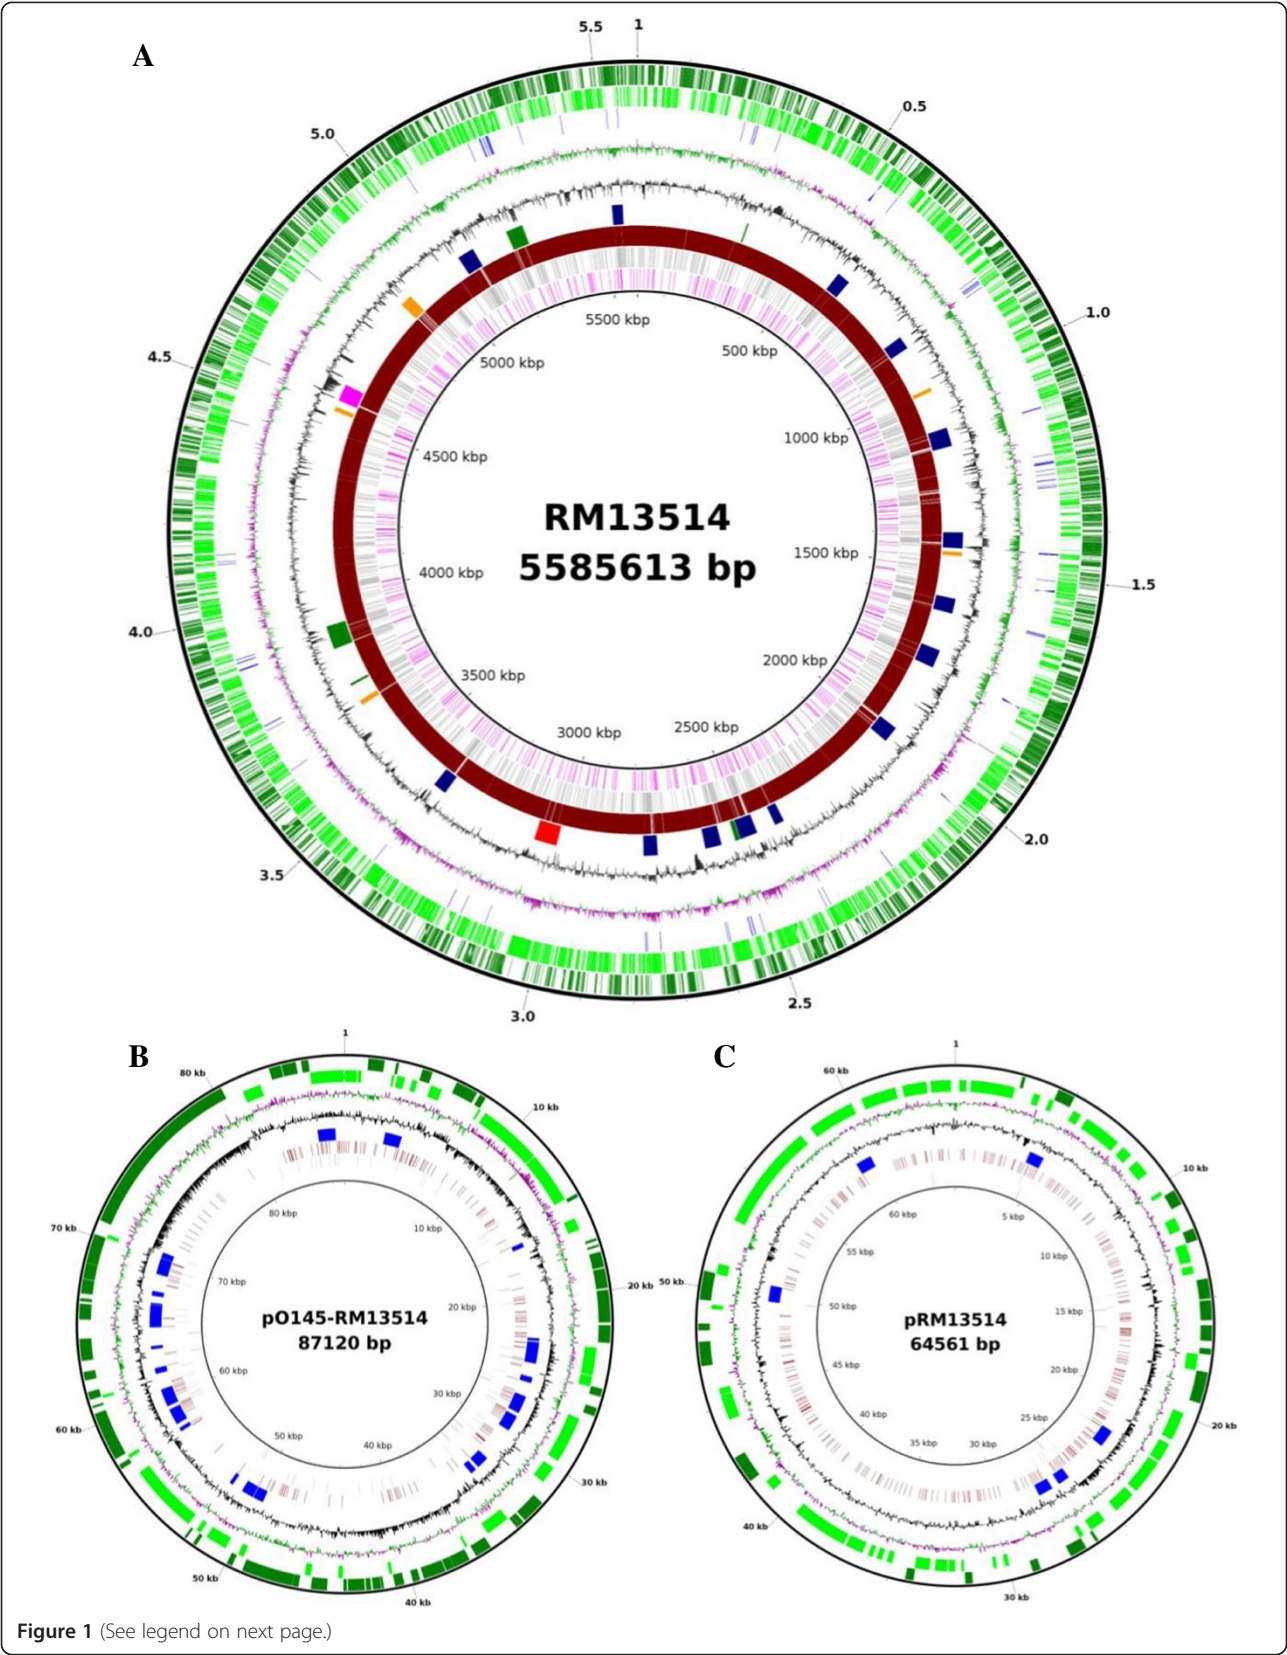 A
5.5
1
0.5
5.0
1.0
4.5
1.5
4.0
2.0
3.5
2.5
3.0
5500 kbp
500 kbp
5000 kbp
1000 kbp
4500 kbp
RM13514
5585613 bp
1500 kbp
4000 kbp
2000 kbp
3500 kbp
2500 kbp
3000 kbp
B
1
80 kb
10 kb
70 kb
20 kb
60 kb
30 kb
50 kb
40 kb
80 kbp
10 kbp
70 kbp
20 kbp
pO145-RM13514
87120 bp
60 kbp
30 kbp
50 kbp
40 kbp
C
1
60 kb
10 kb
50 kb
20 kb
40 kb
30 kb
60 kbp
5 kbp
55 kbp
10 kbp
50 kbp
15 kbp
pRM13514
64561 bp
45 kbp
20 kbp
40 kbp
25 kbp
35 kbp
30 kbp
Figure 1 (See legend on next page.)